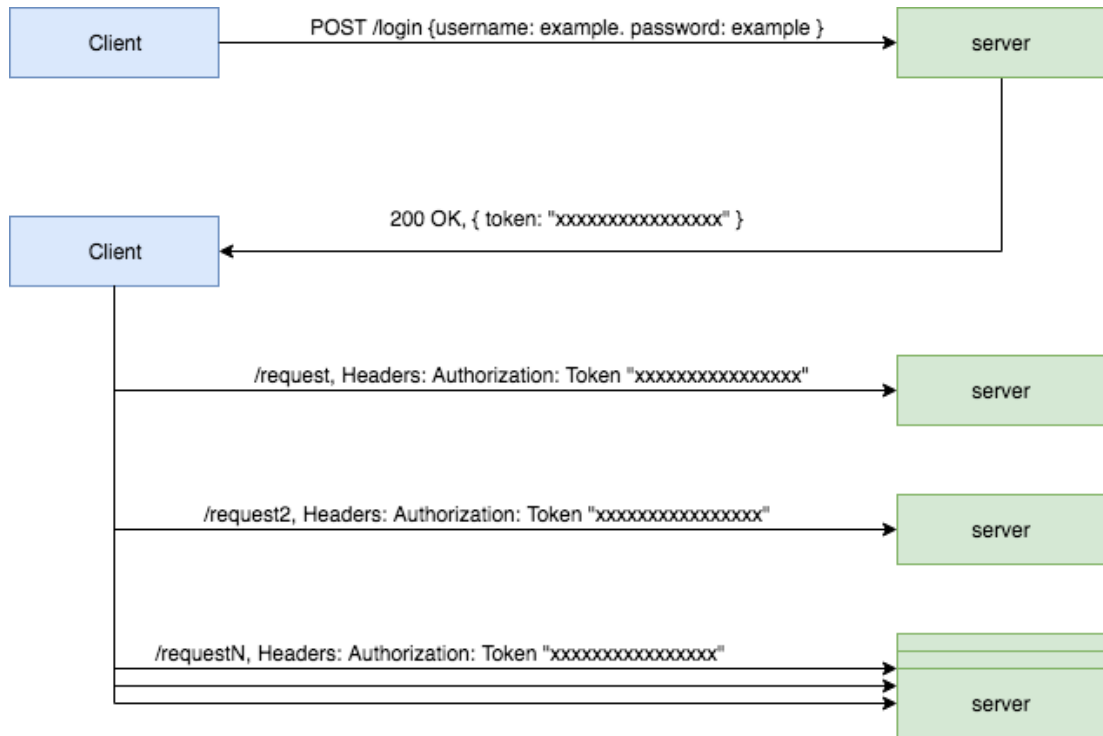 Client
POST /login {username: example. password: example }
server
200 OK, { token: "xxxxxxxxxxxxxxxx" }
Client
/request, Headers: Authorization: Token "xxxxxxxxxxxxxxxx"
server
/request2, Headers: Authorization: Token "xxxxxxxxxxxxxxxx"
server
/requestN, Headers: Authorization: Token "xxxxxxxxxxxxxxxx"
server